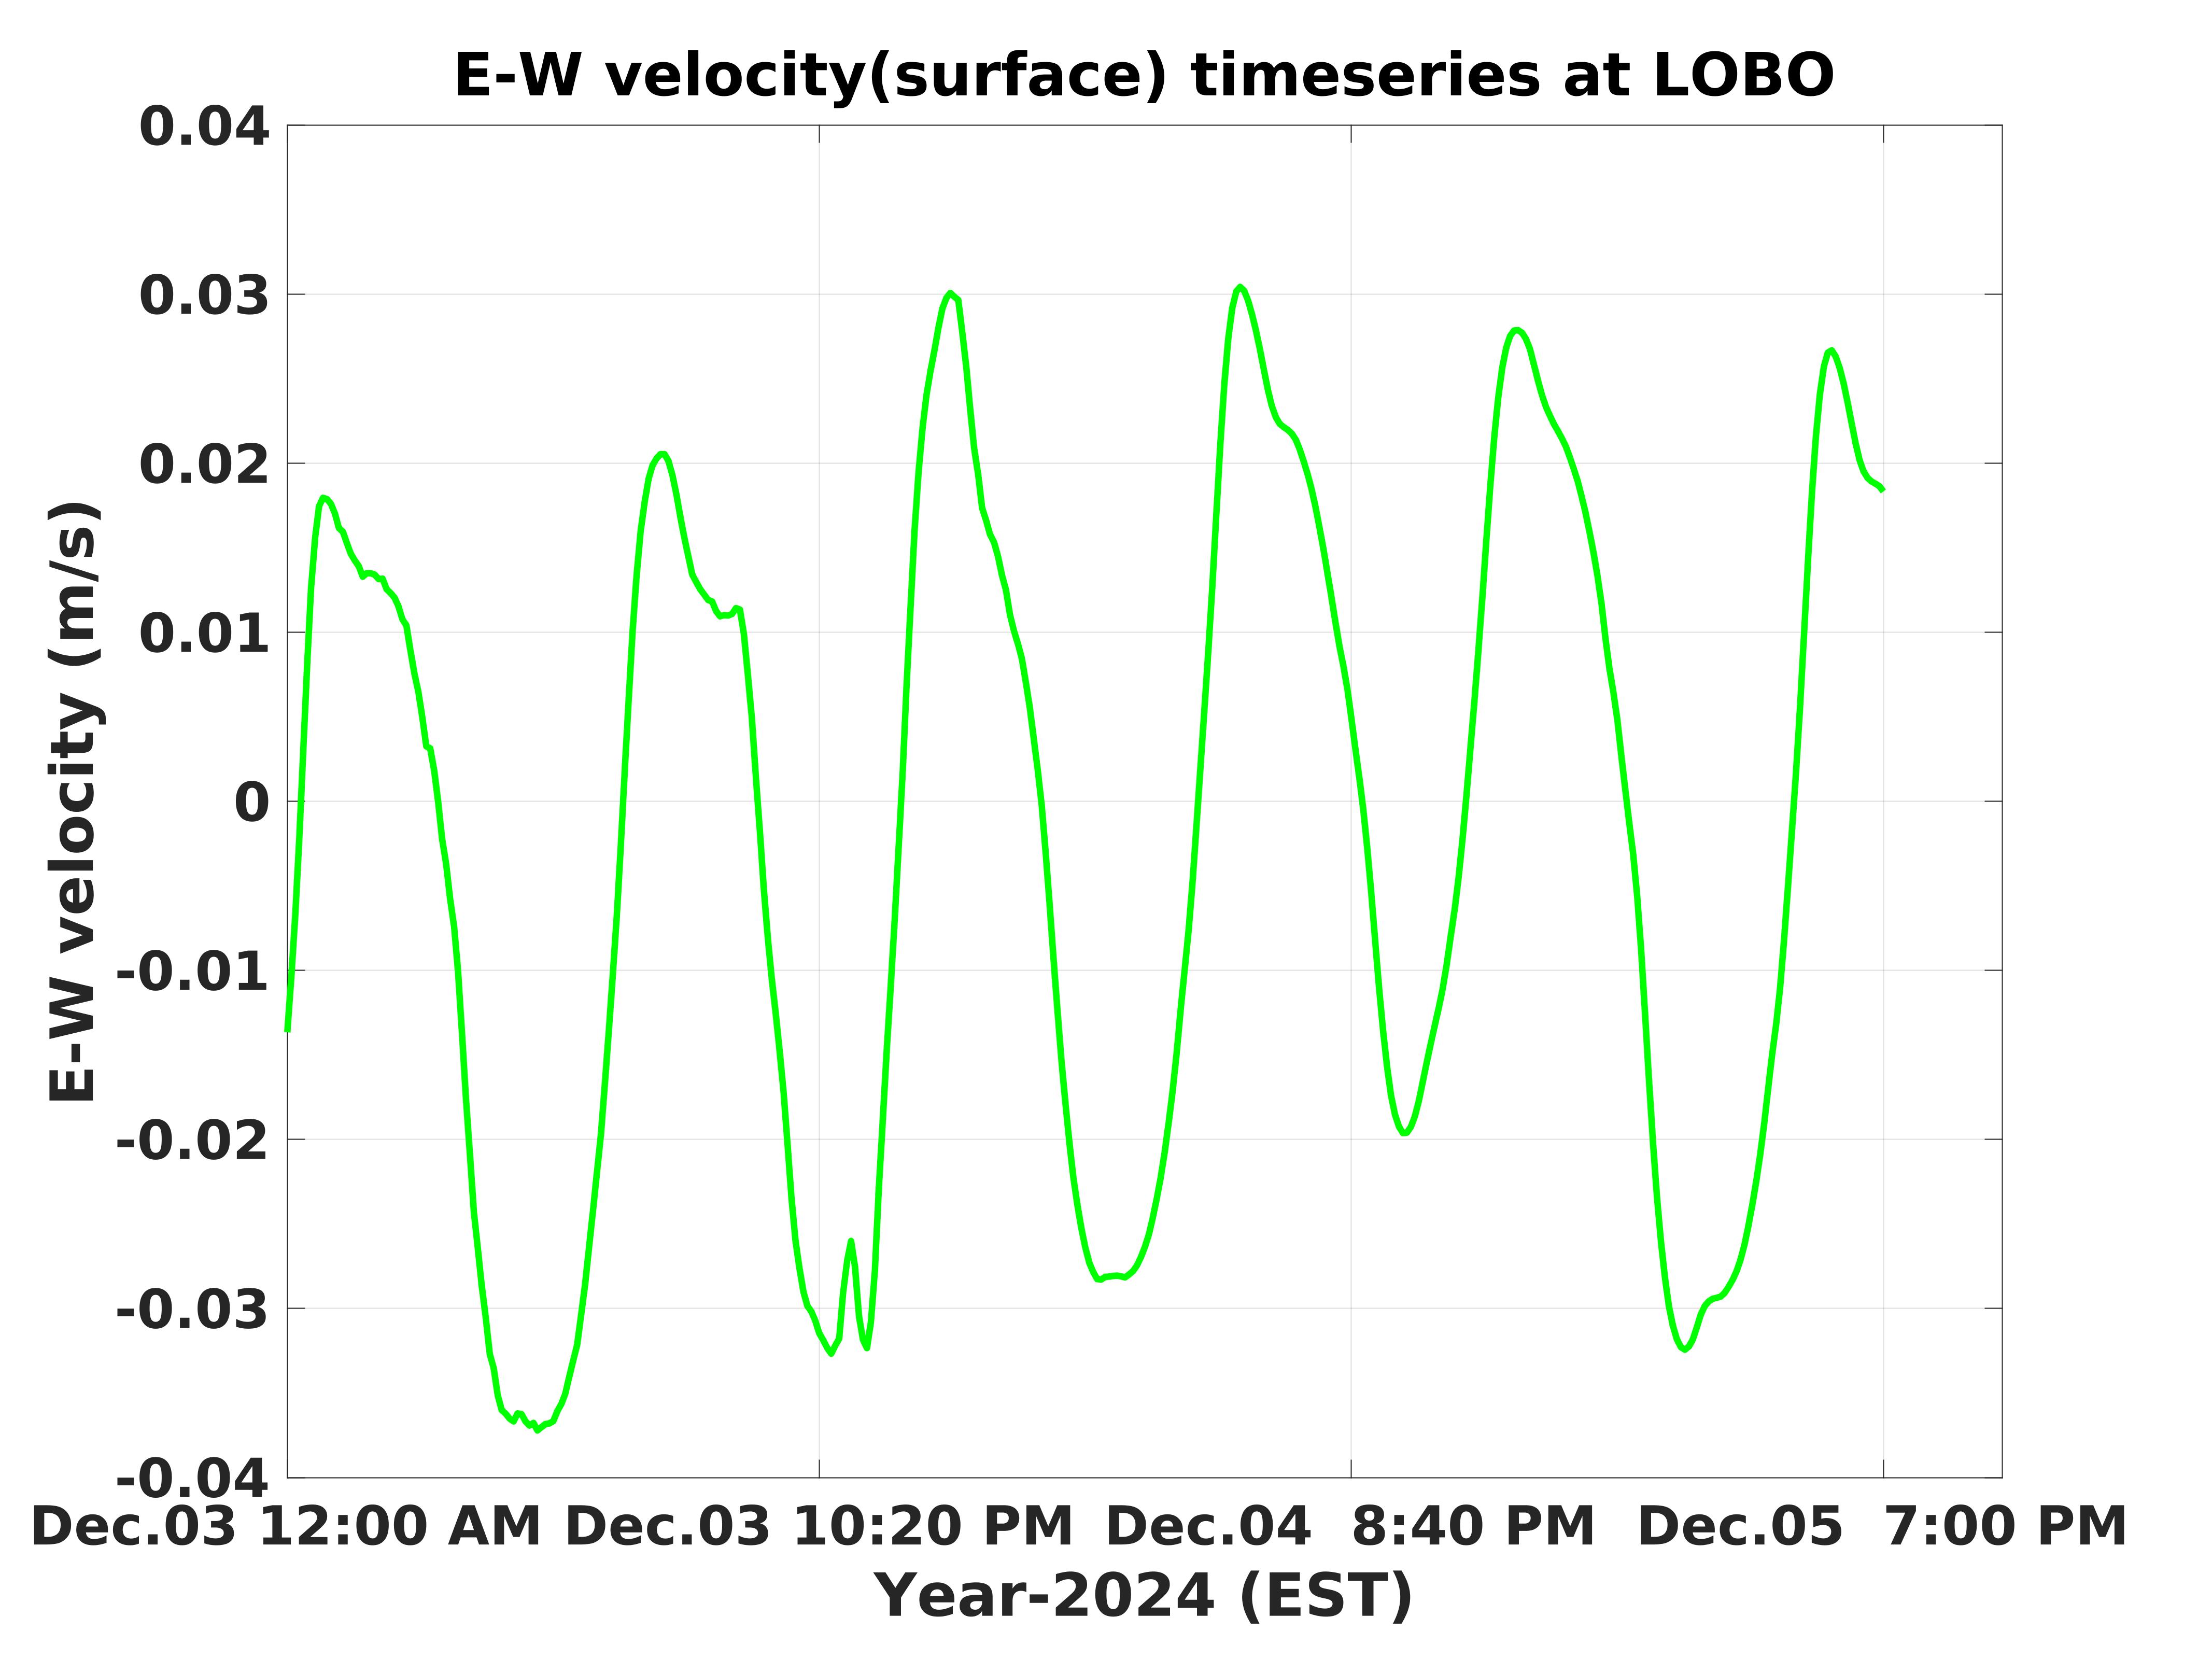 E-W velocity(surface) timeseries at LOBO
E-W velocity (m/s)
0.04
0.03
0.02
0.01
0
-0.01
-0.02
-0.03
-0.04
Dec.03 12:00 AM Dec.03 10:20 PM Dec.04 8:40 PM Dec.05 7:00 PM
Year-2024 (EST)